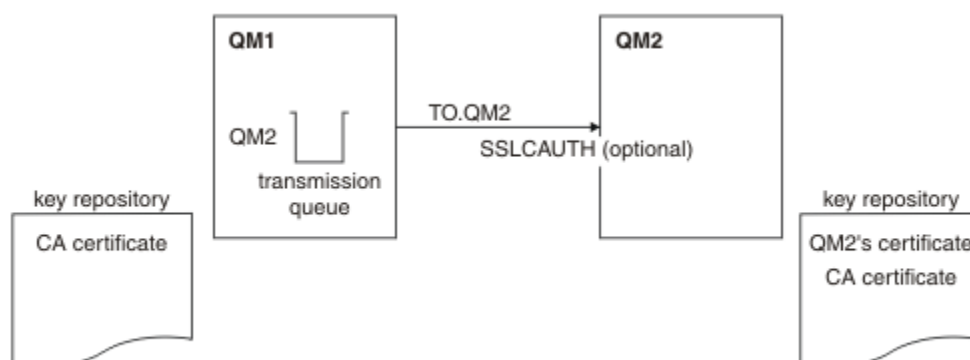 QM1
QM2
TO.QM2
QM2
SSLCAUTH (optional)
transmission
queue
key repository
CA certificate
key repository
QM2's certificate
CA certificate